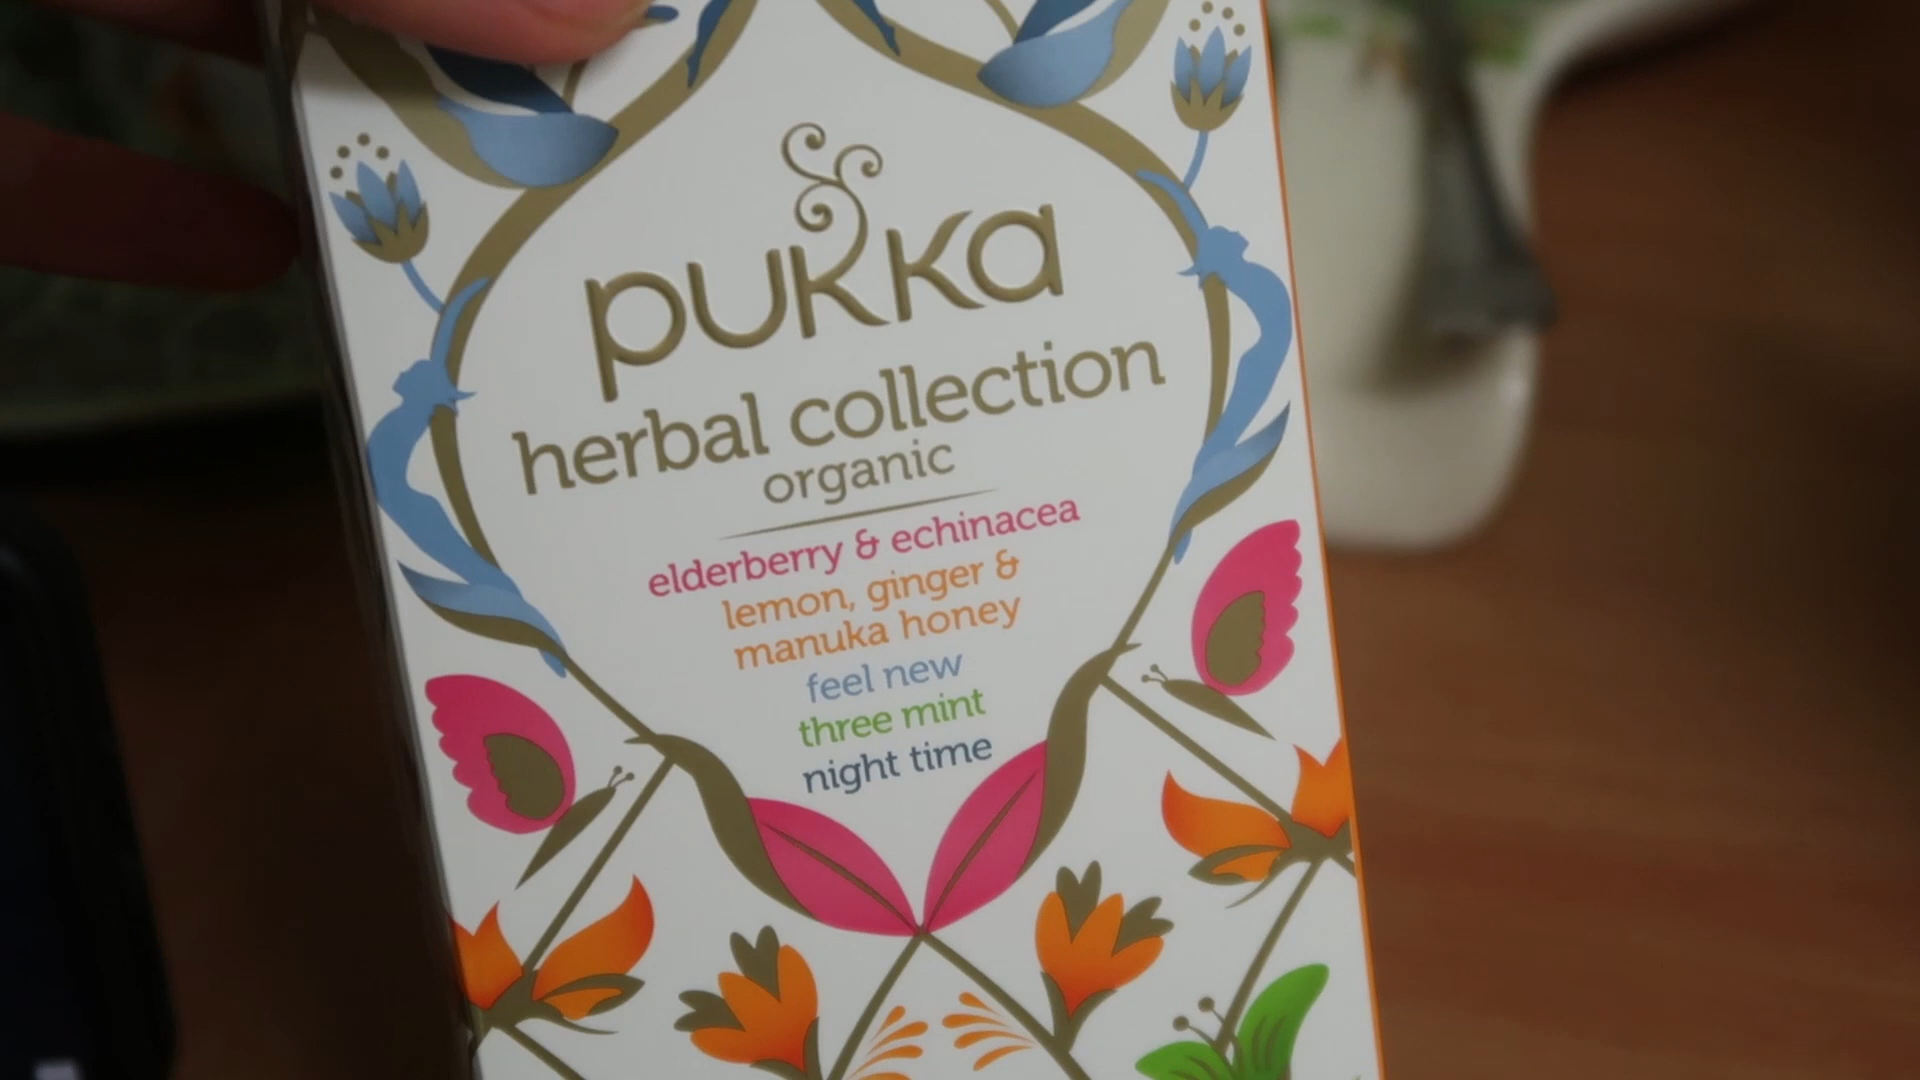 pukka
herbal collection
organic
elderberry & echinacea
lemon, ginger &
manuka honey
feel new
three mint
night time